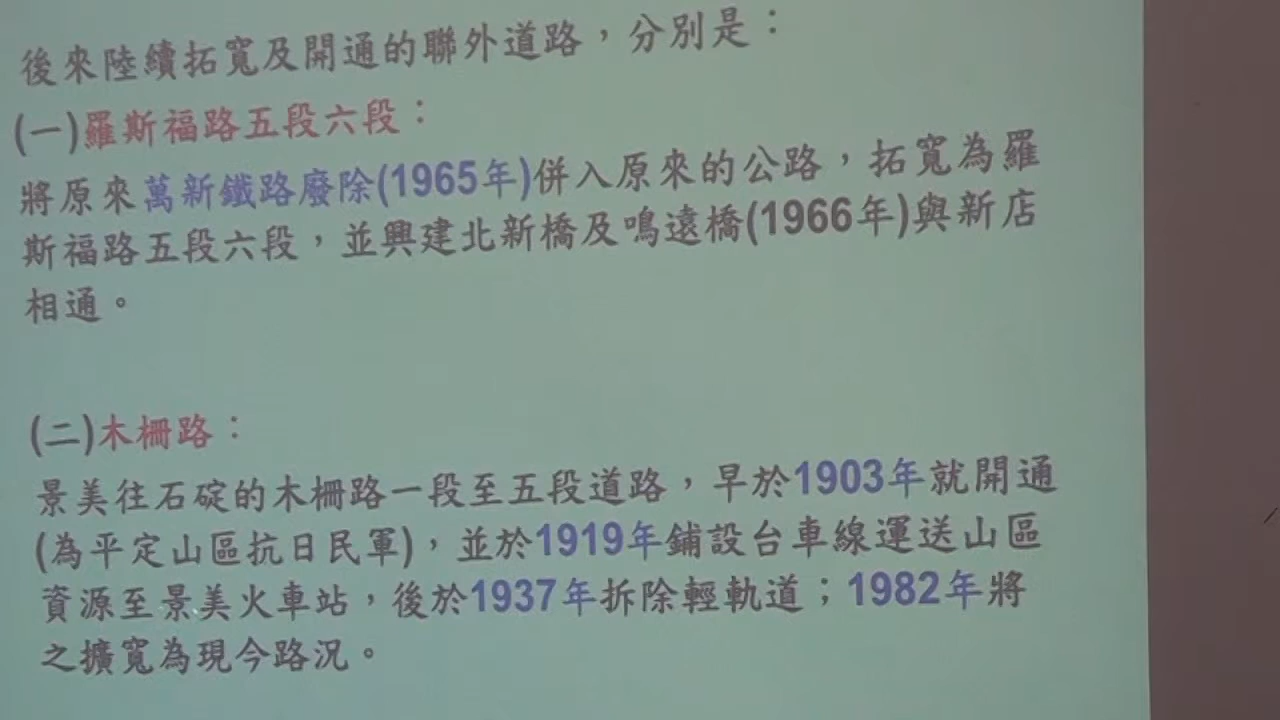 後來陸續拓寬及開通的聯外道路，分別是：
(一)羅斯福路五段六段：
將原來萬新鐵路廢除(1965年)併入原來的公路，拓寬為羅
斯福路五段六段，並興建北新橋及鳴遠橋(1966年)與新店
相通。
(二)木柵路：
景美往石碇的木柵路一段至五段道路，早於1903年就開通
(為平定山區抗日民軍)，並於1919年鋪設台車線運送山區
資源至景美火車站，後於1937年拆除輕軌道；1982年將
之擴寬為現今路況。